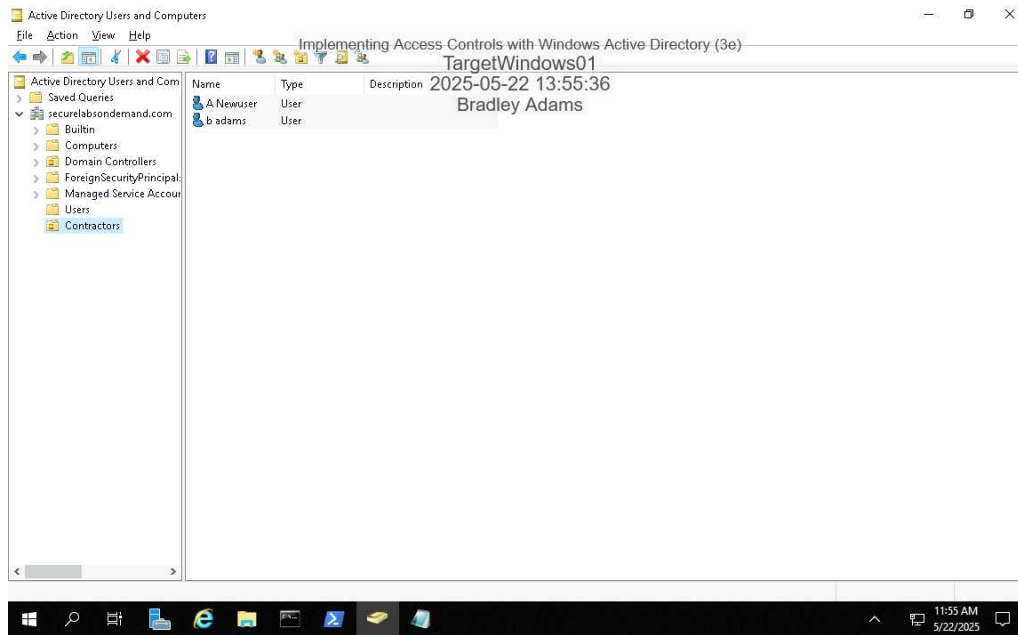 Active Directory Users and Computers
File Action View Help
Implementing Access Controls with Windows Active Directory (3e)
TargetWindows01
2025-05-22 13:55:36
Bradley Adams
Active Directory Users and Com
Saved Queries
securelabsondemand.com
Builtin
Computers
Domain Controllers
ForeignSecurityPrincipal:
Managed Service Accour
Users
Contractors
Name Type Description
A Newuser User
b adams User
11:55 AM
5/22/2025